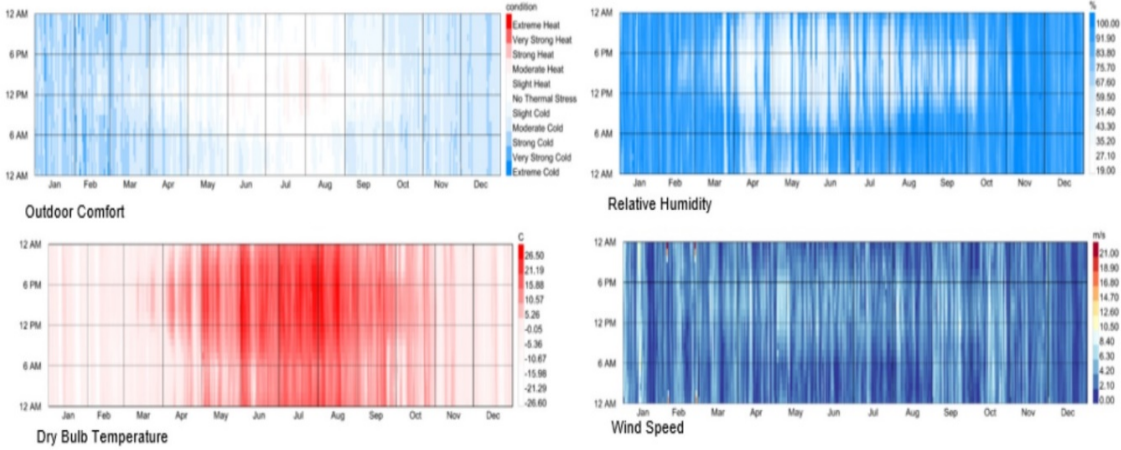 condition
12 AM
6 PM
12 PM
6 AM
12 AM
Extreme Heat
Very Strong Heat
Strong Heat
Moderate Heat
Slight Heat
No Thermal Stress
Slight Cold
Moderate Cold
Strong Cold
Very Strong Cold
Extreme Cold
Jan Feb Mar Apr May Jun Jul Aug Sep Oct Nov Dec
Outdoor Comfort
%
12 AM
6 PM
12 PM
6 AM
12 AM
100.00
91.90
83.80
75.70
67.60
59.50
51.40
43.30
35.20
27.10
19.00
Jan Feb Mar Apr May Jun Jul Aug Sep Oct Nov Dec
Relative Humidity
C
12 AM
6 PM
12 PM
6 AM
12 AM
26.50
21.19
15.88
10.57
5.26
-0.05
-5.36
-10.67
-15.98
-21.29
-26.60
Jan Feb Mar Apr May Jun Jul Aug Sep Oct Nov Dec
Dry Bulb Temperature
m/s
12 AM
6 PM
12 PM
6 AM
12 AM
21.00
18.90
16.80
14.70
12.60
10.50
8.40
6.30
4.20
2.10
0.00
Jan Feb Mar Apr May Jun Jul Aug Sep Oct Nov Dec
Wind Speed